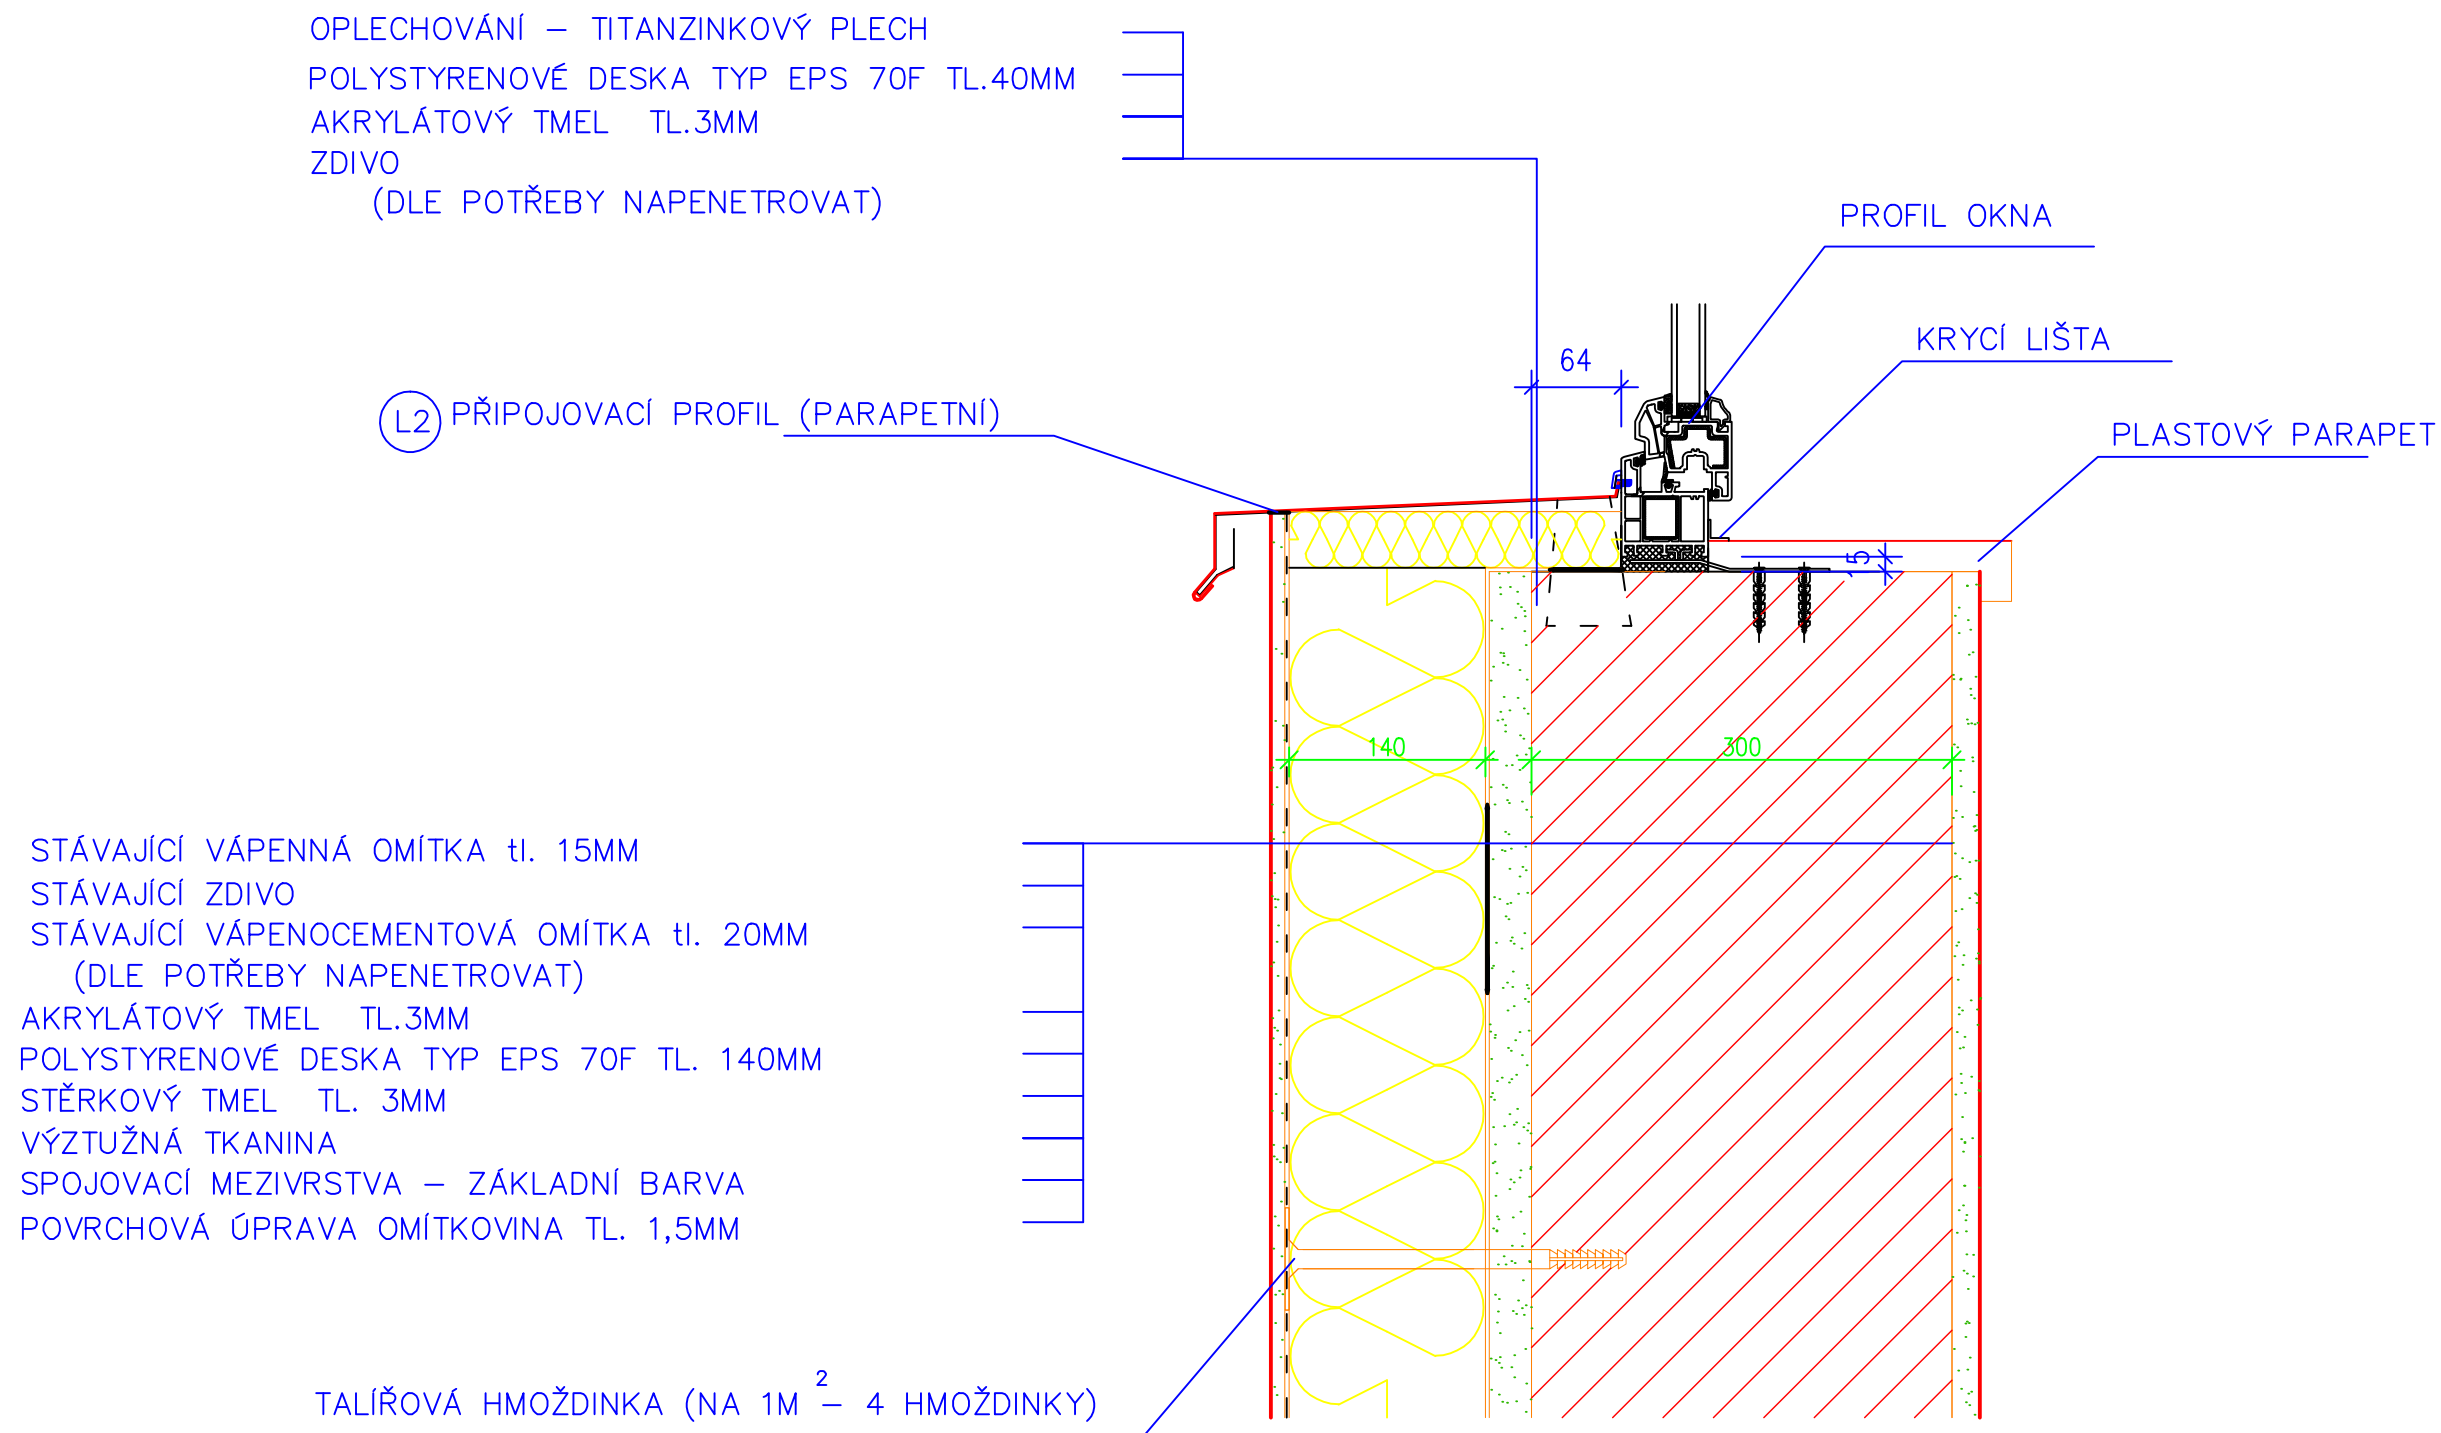 OPLECHOVÁNÍ – TITANZINKOVÝ PLECH
POLYSTYRENOVÉ DESKA TYP EPS 70F TL.40MM
AKRYLÁTOVÝ TMEL TL.3MM
ZDIVO
(DLE POTŘEBY NAPENETROVAT)
PROFIL OKNA
KRYCÍ LIŠTA
64
L2 PŘIPOJOVACÍ PROFIL (PARAPETNÍ)
PLASTOVÝ PARAPET
15
140
300
STÁVAJÍCÍ VÁPENNÁ OMÍTKA tl. 15MM
STÁVAJÍCÍ ZDIVO
STÁVAJÍCÍ VÁPENOCEMENTOVÁ OMÍTKA tl. 20MM
(DLE POTŘEBY NAPENETROVAT)
AKRYLÁTOVÝ TMEL TL.3MM
POLYSTYRENOVÉ DESKA TYP EPS 70F TL. 140MM
STĚRKOVÝ TMEL TL. 3MM
VÝZTUŽNÁ TKANINA
SPOJOVACÍ MEZIVRSTVA – ZÁKLADNÍ BARVA
POVRCHOVÁ ÚPRAVA OMÍTKOVINA TL. 1,5MM
TALÍŘOVÁ HMOŽDINKA (NA 1M² – 4 HMOŽDINKY)